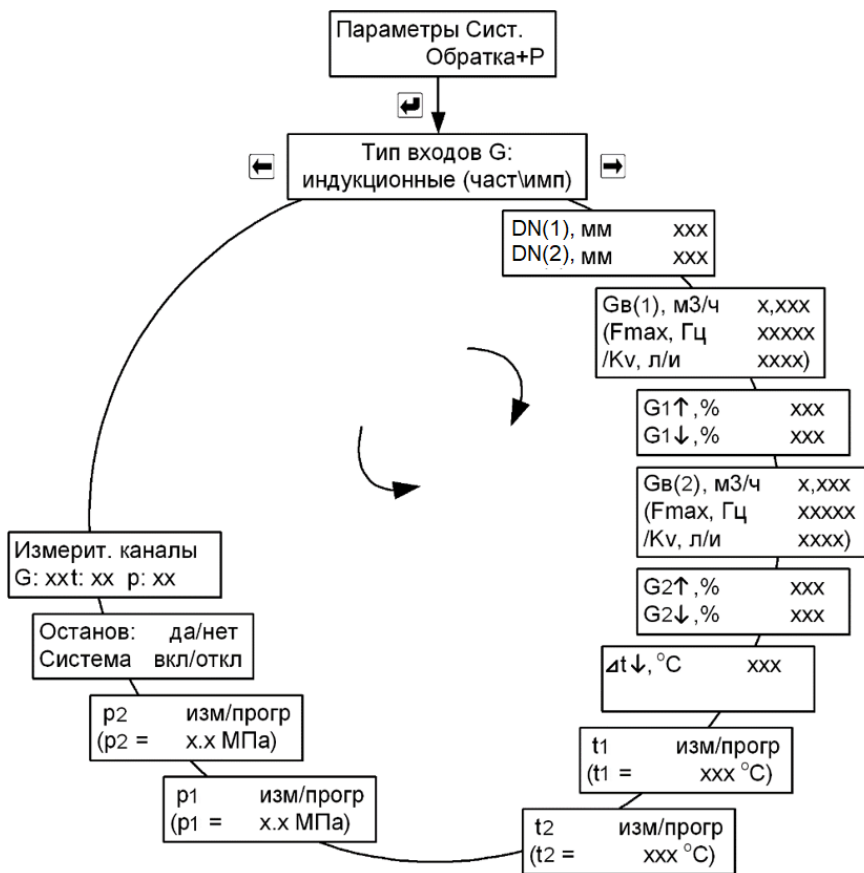 Параметры Сист.
Обратка+Р
Тип входов G:
индукционные (част\имп)
DN(1), мм xxx
DN(2), мм xxx
Gв(1), м3/ч x,xxx
(Fmax, Гц xxxxx
/Kv, л/и xxxx)
G1↑,% xxx
G1↓,% xxx
Gв(2), м3/ч x,xxx
(Fmax, Гц xxxxx
/Kv, л/и xxxx)
G2↑,% xxx
G2↓,% xxx
⊿t↓, °C xxx
t1 изм/прогр
(t1 = xxx °C)
t2 изм/прогр
(t2 = xxx °C)
p1 изм/прогр
(p1 = x.x МПа)
p2 изм/прогр
(p2 = x.x МПа)
Останов: да/нет
Система вкл/откл
Измерит. каналы
G: xxt: xx p: xx